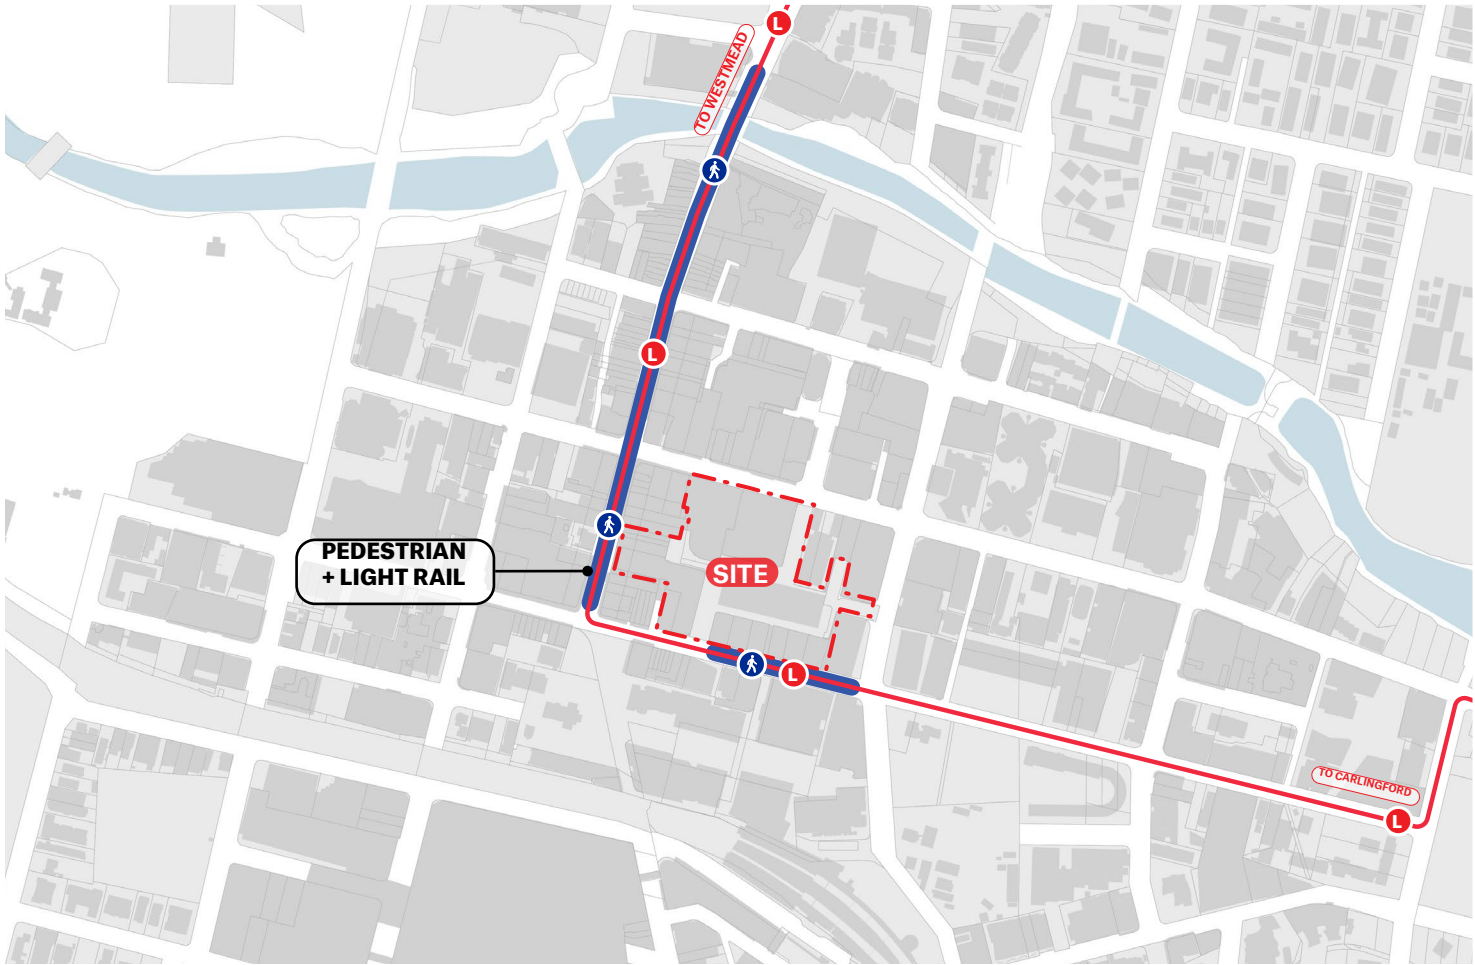 L
TO WESTMEAD
L
PEDESTRIAN
+ LIGHT RAIL
SITE
L
TO CARLINGFORD
L